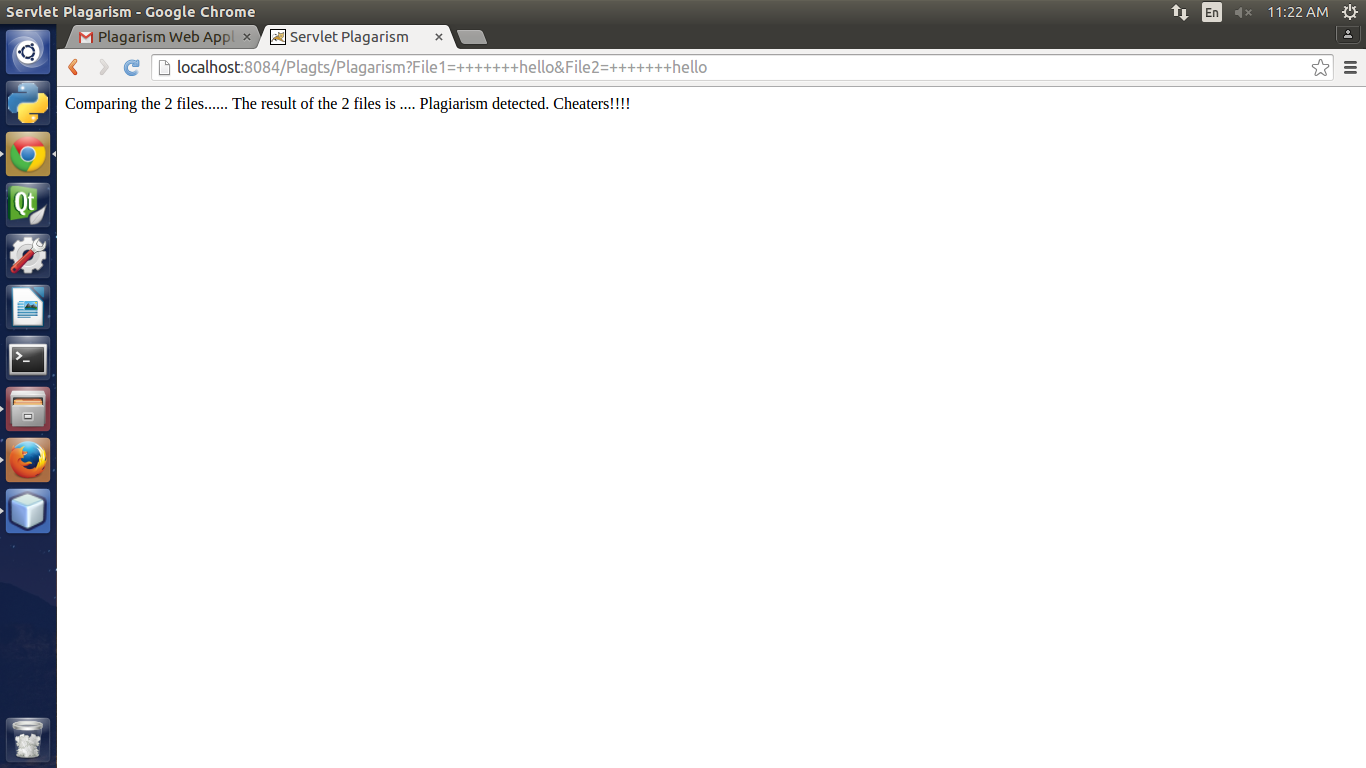 Servlet Plagarism - Google Chrome
En
11:22 AM
Plagarism Web Appl
Servlet Plagarism
localhost:8084/Plagts/Plagarism?File1=+++++++hello&File2=+++++++hello
Comparing the 2 files...... The result of the 2 files is .... Plagiarism detected. Cheaters!!!!
Qt
>_